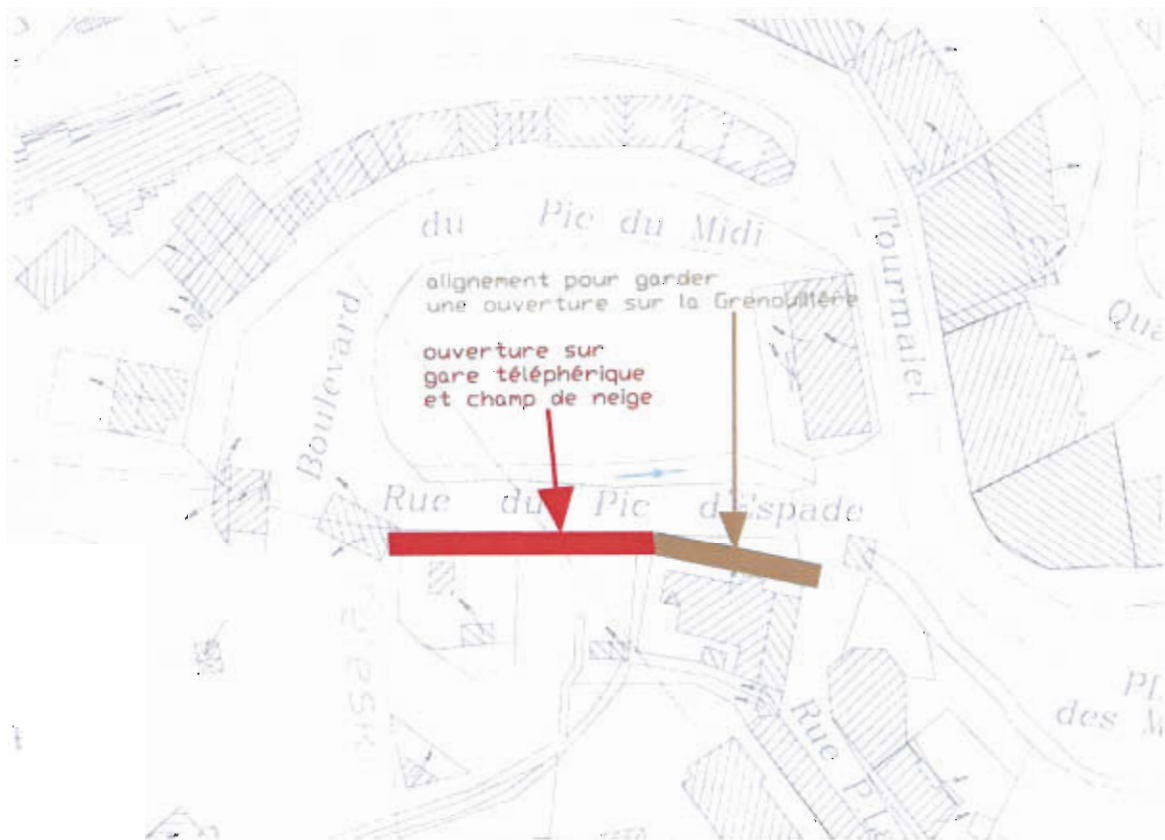 du Pic du Midi
alignement pour garder
une ouverture sur la Grenouillère
Tourmalet
Boulevard
ouverture sur
gare téléphérique
et champ de neige
Rue du Pic d'Espade
des
Rue P